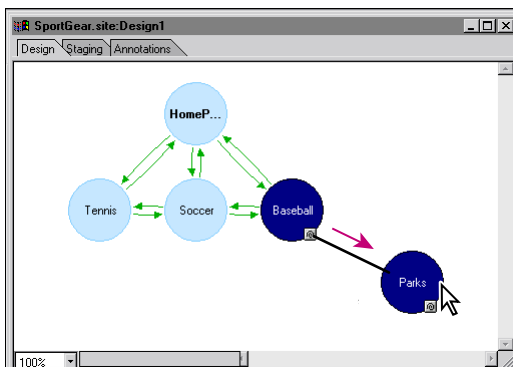 SportGear.site:Design1
Design Staging Annotations
HomeP...
Tennis Soccer Baseball
Parks
100%